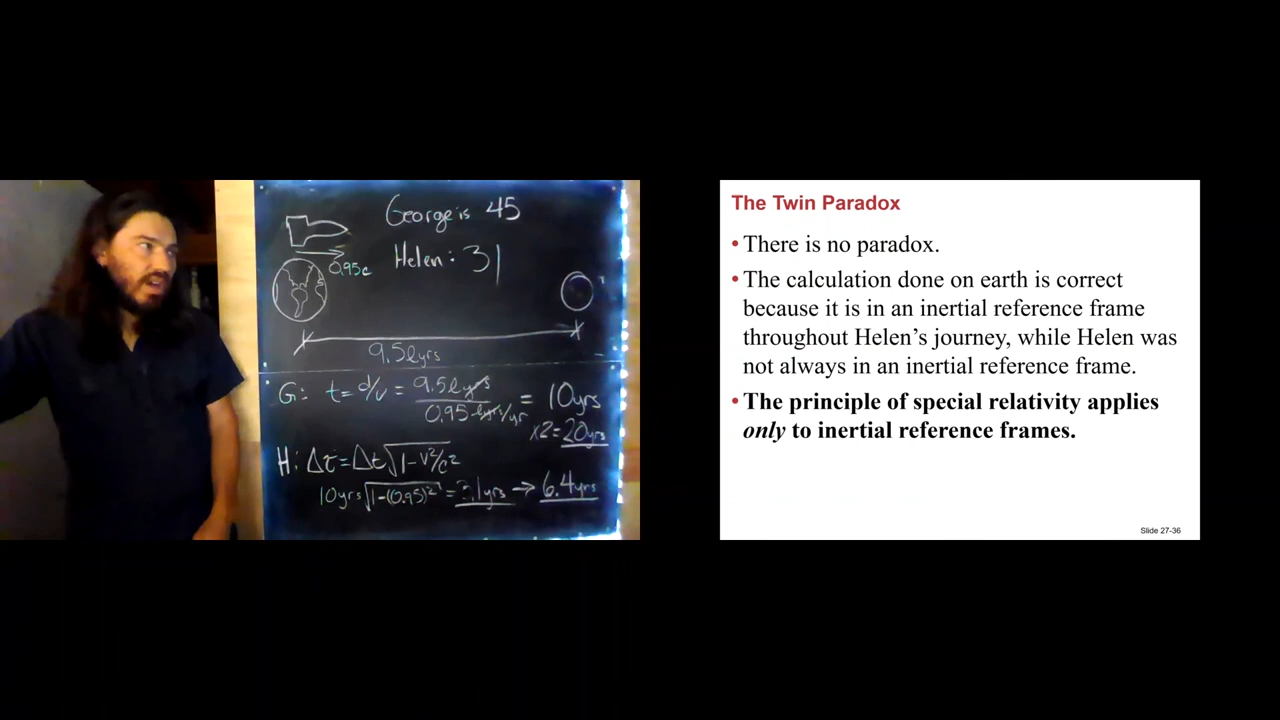 George is 45
Helen: 31
0.95c
9.5lyrs
G: t = d/v = 9.5lyrs / 0.95 lyrs/yr = 10yrs
x2 = 20yrs
H: Δτ = Δt√1-v²/c²
10yrs√1-(0.95)² = 3.1yrs → 6.4yrs
The Twin Paradox
• There is no paradox.
• The calculation done on earth is correct
because it is in an inertial reference frame
throughout Helen's journey, while Helen was
not always in an inertial reference frame.
• The principle of special relativity applies
only to inertial reference frames.
Slide 27-36